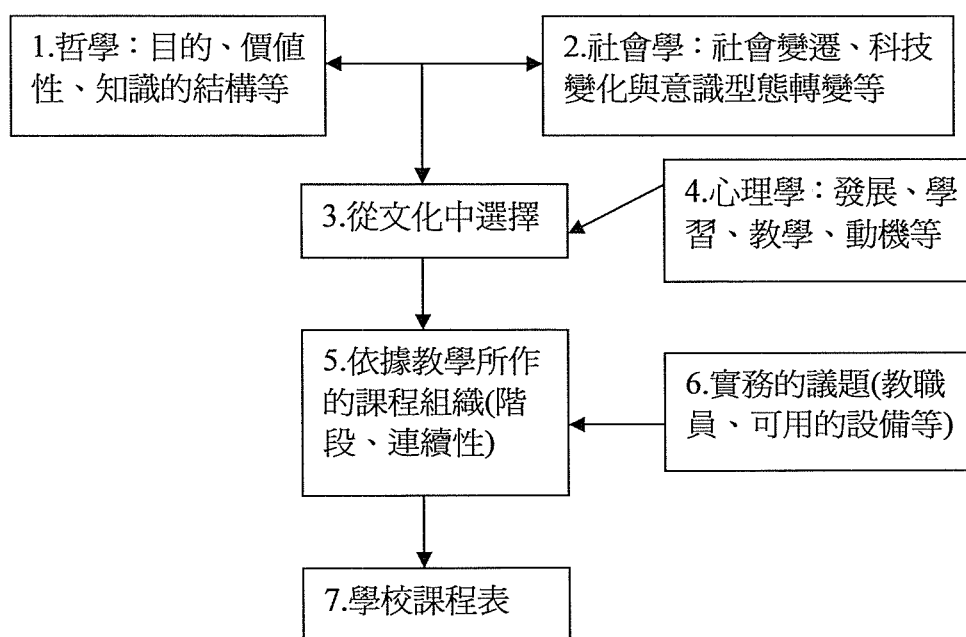 1.哲學：目的、價值
性、知識的結構等
2.社會學：社會變遷、科技
變化與意識型態轉變等
3.從文化中選擇
4.心理學：發展、學
習、教學、動機等
5.依據教學所作
的課程組織(階
段、連續性)
6.實務的議題(教職
員、可用的設備等)
7.學校課程表